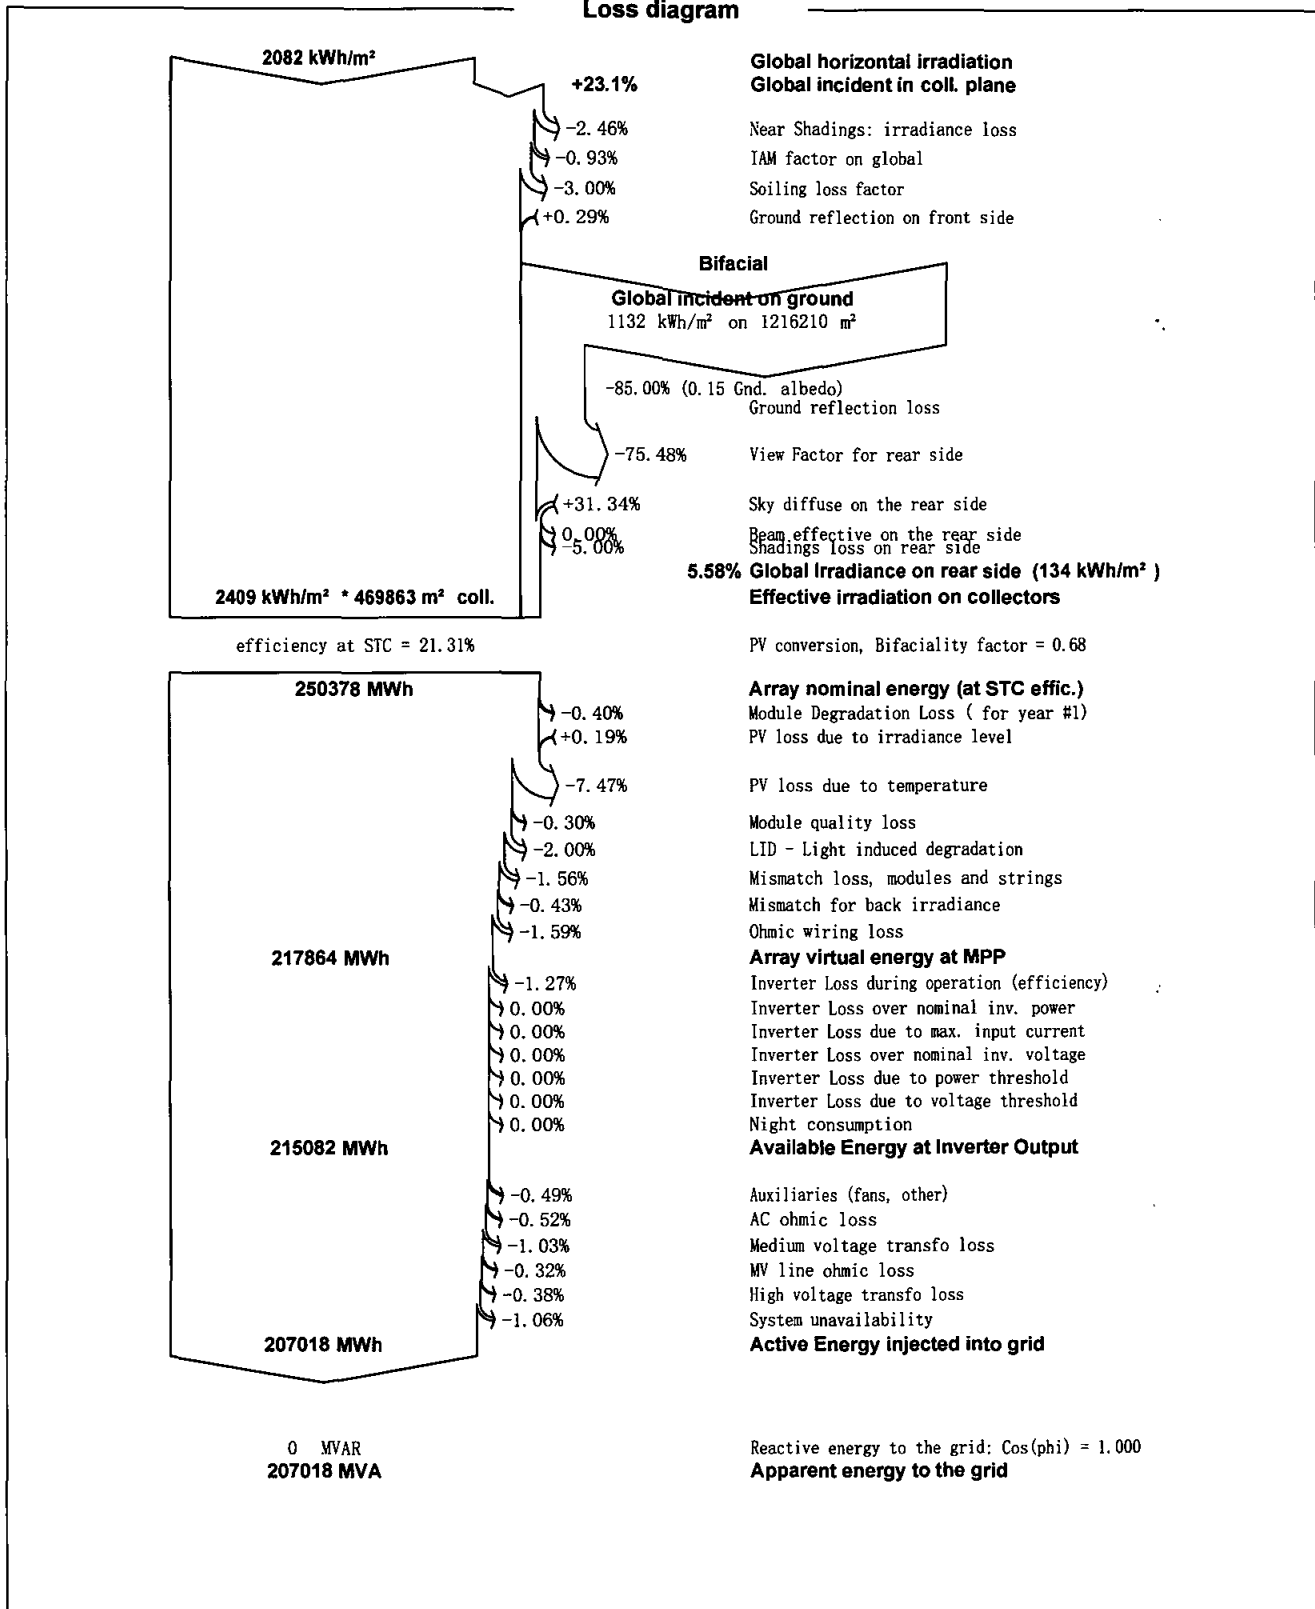 Loss diagram
2082 kWh/m² Global horizontal irradiation
+23.1% Global incident in coll. plane
-2.46% Near Shadings: irradiance loss
-0.93% IAM factor on global
-3.00% Soiling loss factor
+0.29% Ground reflection on front side
Bifacial
Global incident on ground
1132 kWh/m² on 1216210 m²
-85.00% (0.15 Gnd. albedo)
Ground reflection loss
-75.48% View Factor for rear side
+31.34% Sky diffuse on the rear side
0.00% Beam effective on the rear side
-5.00% Shadings loss on rear side
5.58% Global Irradiance on rear side (134 kWh/m² )
2409 kWh/m² * 469863 m² coll. Effective irradiation on collectors
efficiency at STC = 21.31% PV conversion, Bifaciality factor = 0.68
250378 MWh Array nominal energy (at STC effic.)
-0.40% Module Degradation Loss ( for year #1)
+0.19% PV loss due to irradiance level
-7.47% PV loss due to temperature
-0.30% Module quality loss
-2.00% LID - Light induced degradation
-1.56% Mismatch loss, modules and strings
-0.43% Mismatch for back irradiance
-1.59% Ohmic wiring loss
217864 MWh Array virtual energy at MPP
-1.27% Inverter Loss during operation (efficiency)
0.00% Inverter Loss over nominal inv. power
0.00% Inverter Loss due to max. input current
0.00% Inverter Loss over nominal inv. voltage
0.00% Inverter Loss due to power threshold
0.00% Inverter Loss due to voltage threshold
0.00% Night consumption
215082 MWh Available Energy at Inverter Output
-0.49% Auxiliaries (fans, other)
-0.52% AC ohmic loss
-1.03% Medium voltage transfo loss
-0.32% MV line ohmic loss
-0.38% High voltage transfo loss
-1.06% System unavailability
207018 MWh Active Energy injected into grid
0 MVAR Reactive energy to the grid: Cos(phi) = 1.000
207018 MVA Apparent energy to the grid